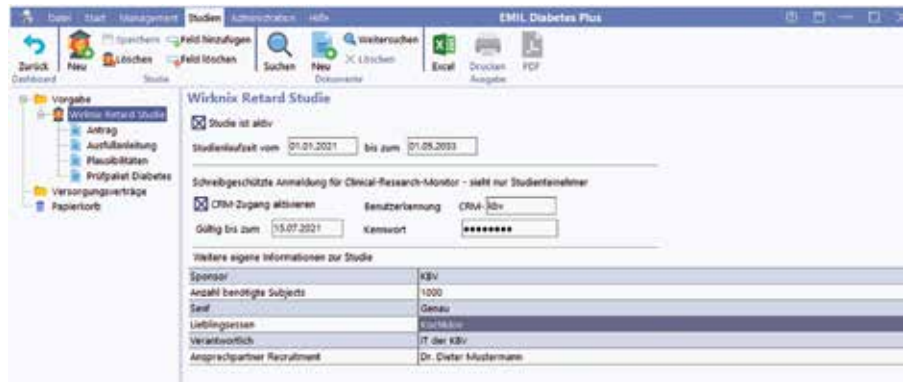 Datei Start Management Studien Administration Hilfe EMIL Diabetes Plus
Zurück Neu Speichern Löschen Feld hinzufügen Feld löschen Suchen Neu Weitersuchen Löschen Excel Drucken PDF
Dashboard Studie Dokumente Ausgabe
Vorgabe
Wirknix Retard Studie
Antrag
Ausfüllanleitung
Plausibilitäten
Prüfpaket Diabetes
Versorgungsverträge
Papierkorb
Wirknix Retard Studie
Studie ist aktiv
Studienlaufzeit vom 01.01.2021 bis zum
Schreibgeschützte Anmeldung für Clinical-Research-Monitor - sieht nur Studienteilnehmer
CRM-Zugang aktivieren Benutzerkennung CRM- kbv
Gültig bis zum 15.07.2021 Kennwort ●●●●●●●●
Weitere eigene Informationen zur Studie
Sponsor KBV
Anzahl benötigte Subjects 1000
Senf Genau
Lieblingsessen
Verantwortlich IT der KBV
Ansprechpartner Recruitment Dr. Dieter Mustermann